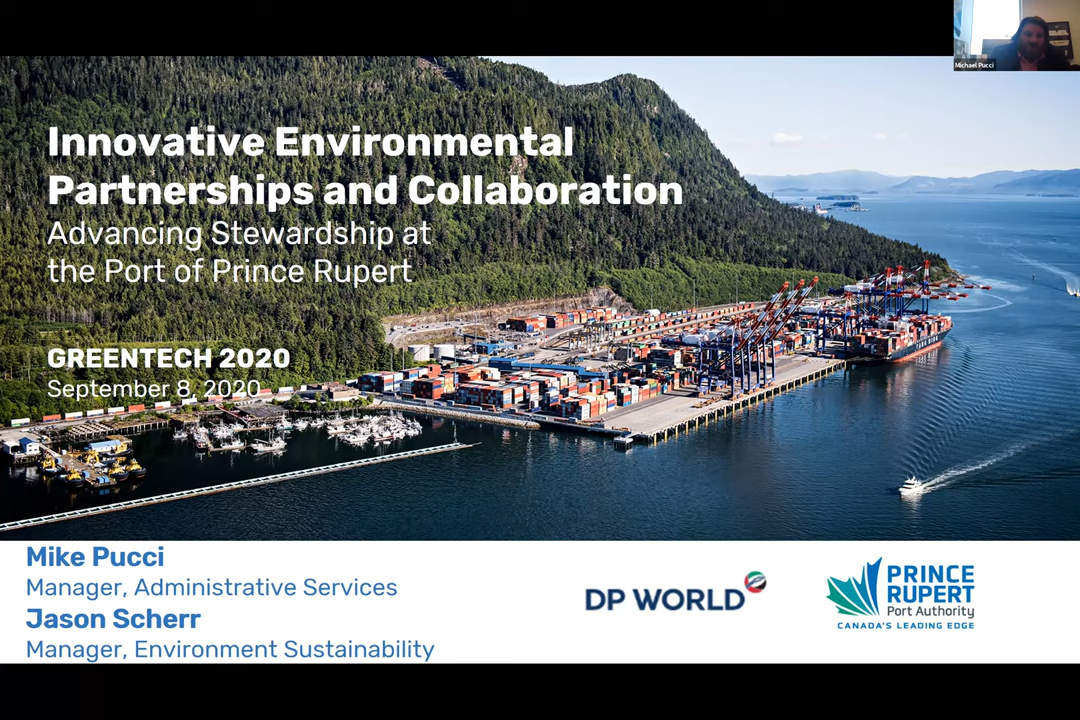 Michael Pucci
Innovative Environmental
Partnerships and Collaboration
Advancing Stewardship at
the Port of Prince Rupert
GREENTECH 2020
September 8, 2020
Mike Pucci
Manager, Administrative Services
Jason Scherr
Manager, Environment Sustainability
DP WORLD
PRINCE
RUPERT
Port Authority
CANADA'S LEADING EDGE